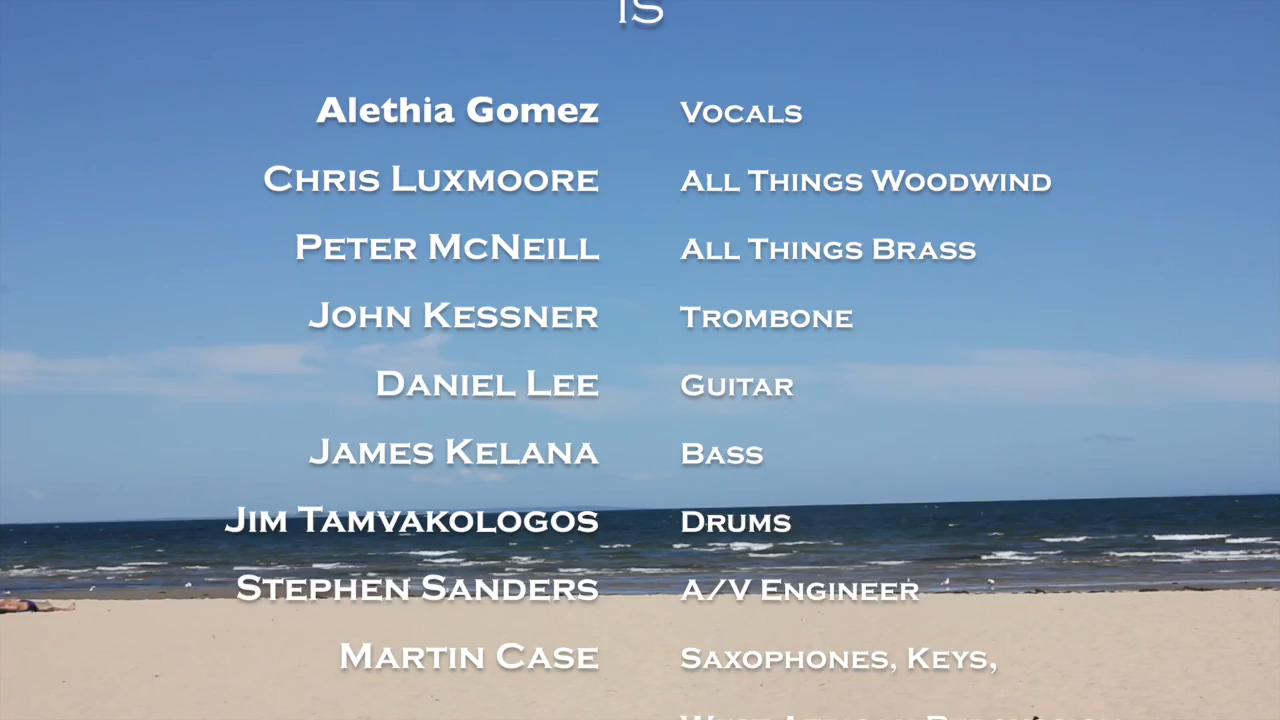 IS
Alethia Gomez Vocals
Chris Luxmoore All Things Woodwind
Peter McNeill All Things Brass
John Kessner Trombone
Daniel Lee Guitar
James Kelana Bass
Jim Tamvakologos Drums
Stephen Sanders A/V Engineer
Martin Case Saxophones, Keys,